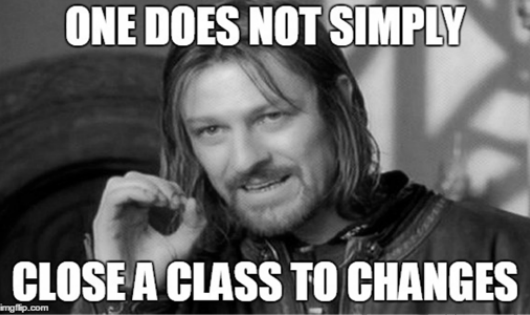 ONE DOES NOT SIMPLY
CLOSE A CLASS TO CHANGES
imgflip.com